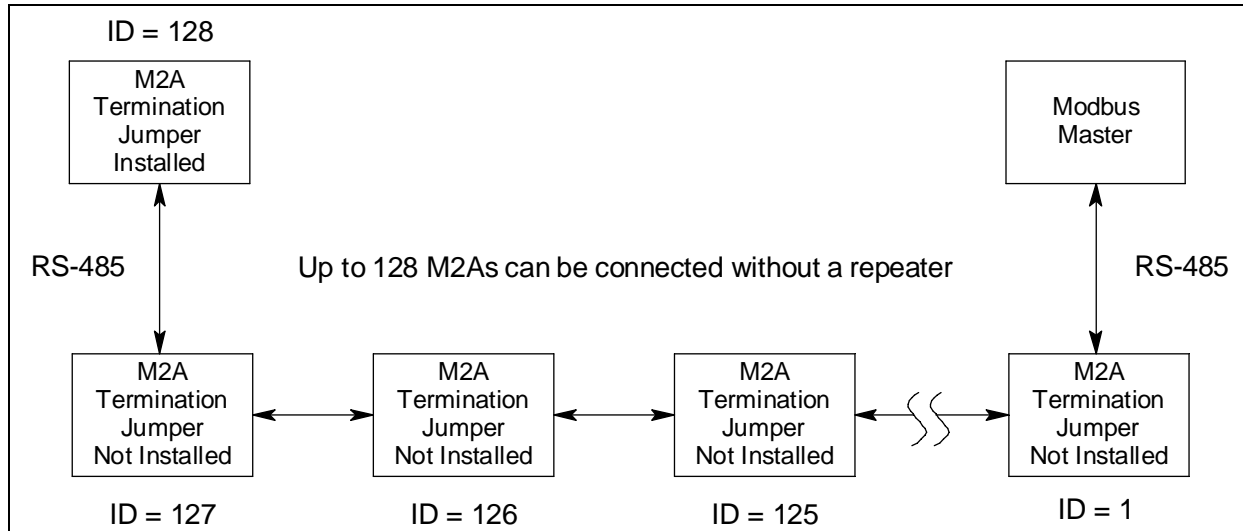 ID = 128
M2A
Termination
Jumper
Installed
Modbus
Master
RS-485
Up to 128 M2As can be connected without a repeater
RS-485
M2A
Termination
Jumper
Not Installed
M2A
Termination
Jumper
Not Installed
M2A
Termination
Jumper
Not Installed
M2A
Termination
Jumper
Not Installed
ID = 127
ID = 126
ID = 125
ID = 1